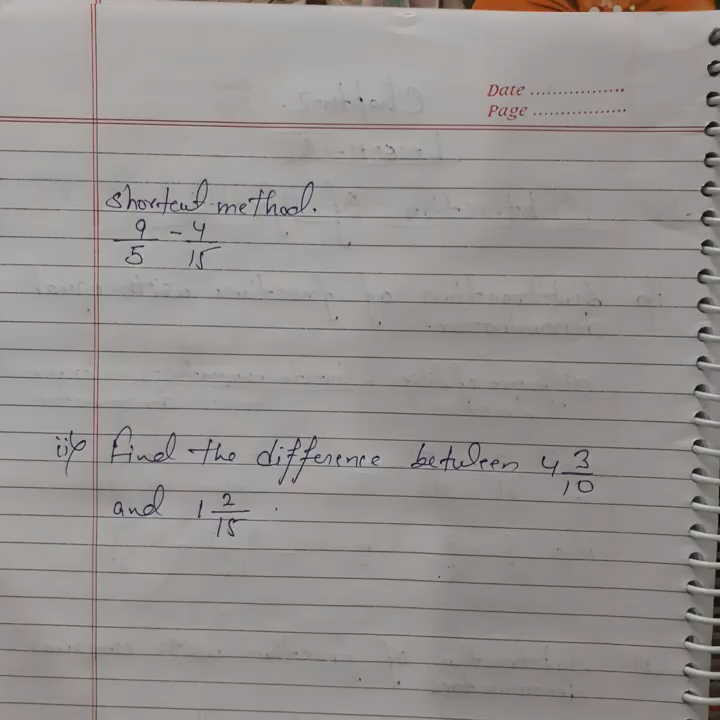 Date ................
Page ................
Shortcut method.
9/5 - 4/15
ii) Find the difference between 4 3/10
and 1 2/15.